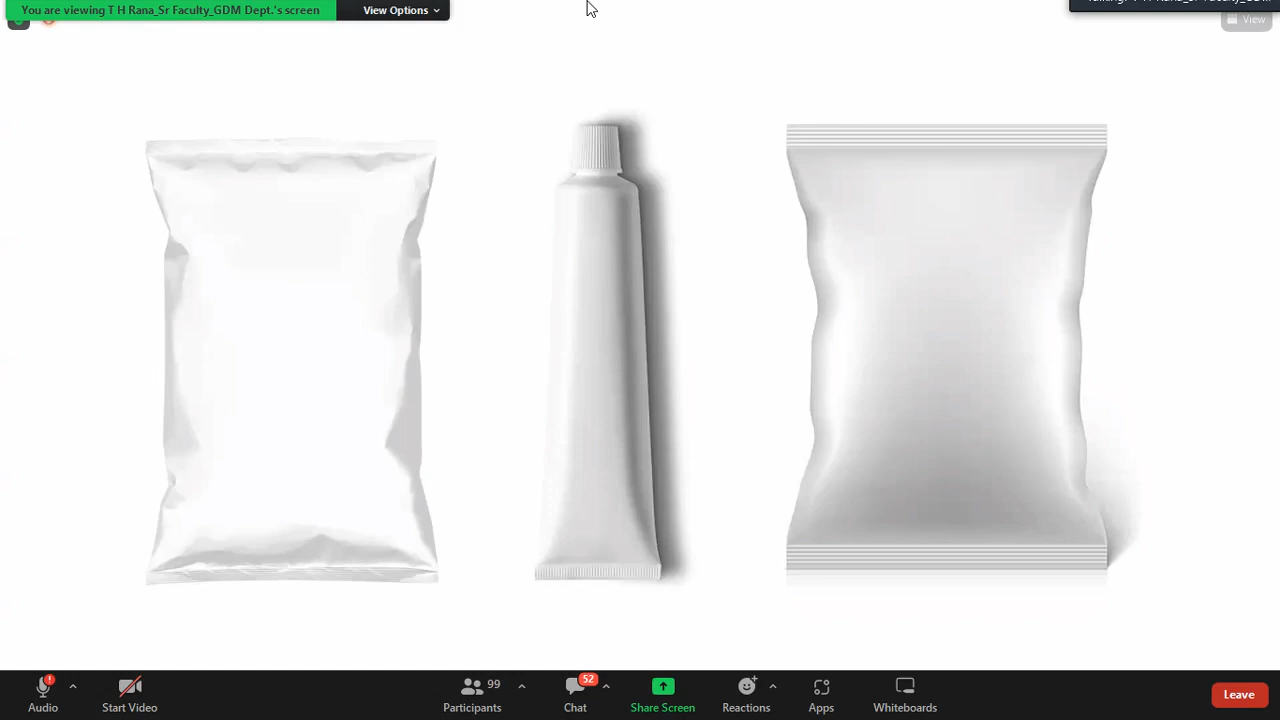 You are viewing T H Rana_Sr Faculty_GDM Dept.'s screen
View Options
View
99
52
Audio
Start Video
Participants
Chat
Share Screen
Reactions
Apps
Whiteboards
Leave